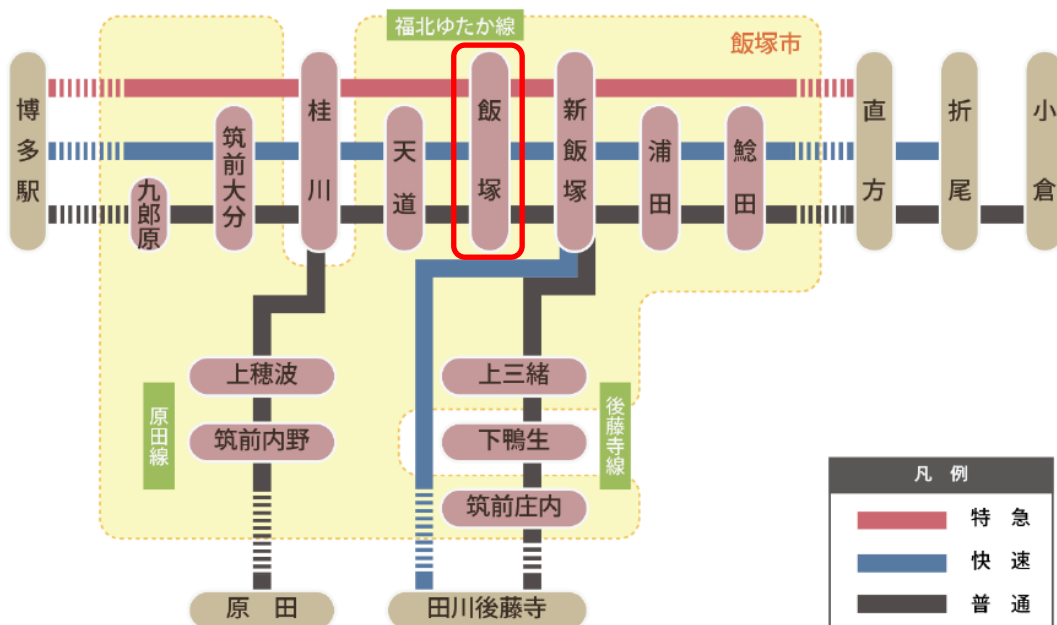 福北ゆたか線
飯塚市
博多駅
九郎原
筑前大分
桂川
天道
飯塚
新飯塚
浦田
鯰田
直方
折尾
小倉
上穂波
筑前内野
原田線
原田
上三緒
下鴨生
筑前庄内
後藤寺線
田川後藤寺
凡例
特急
快速
普通